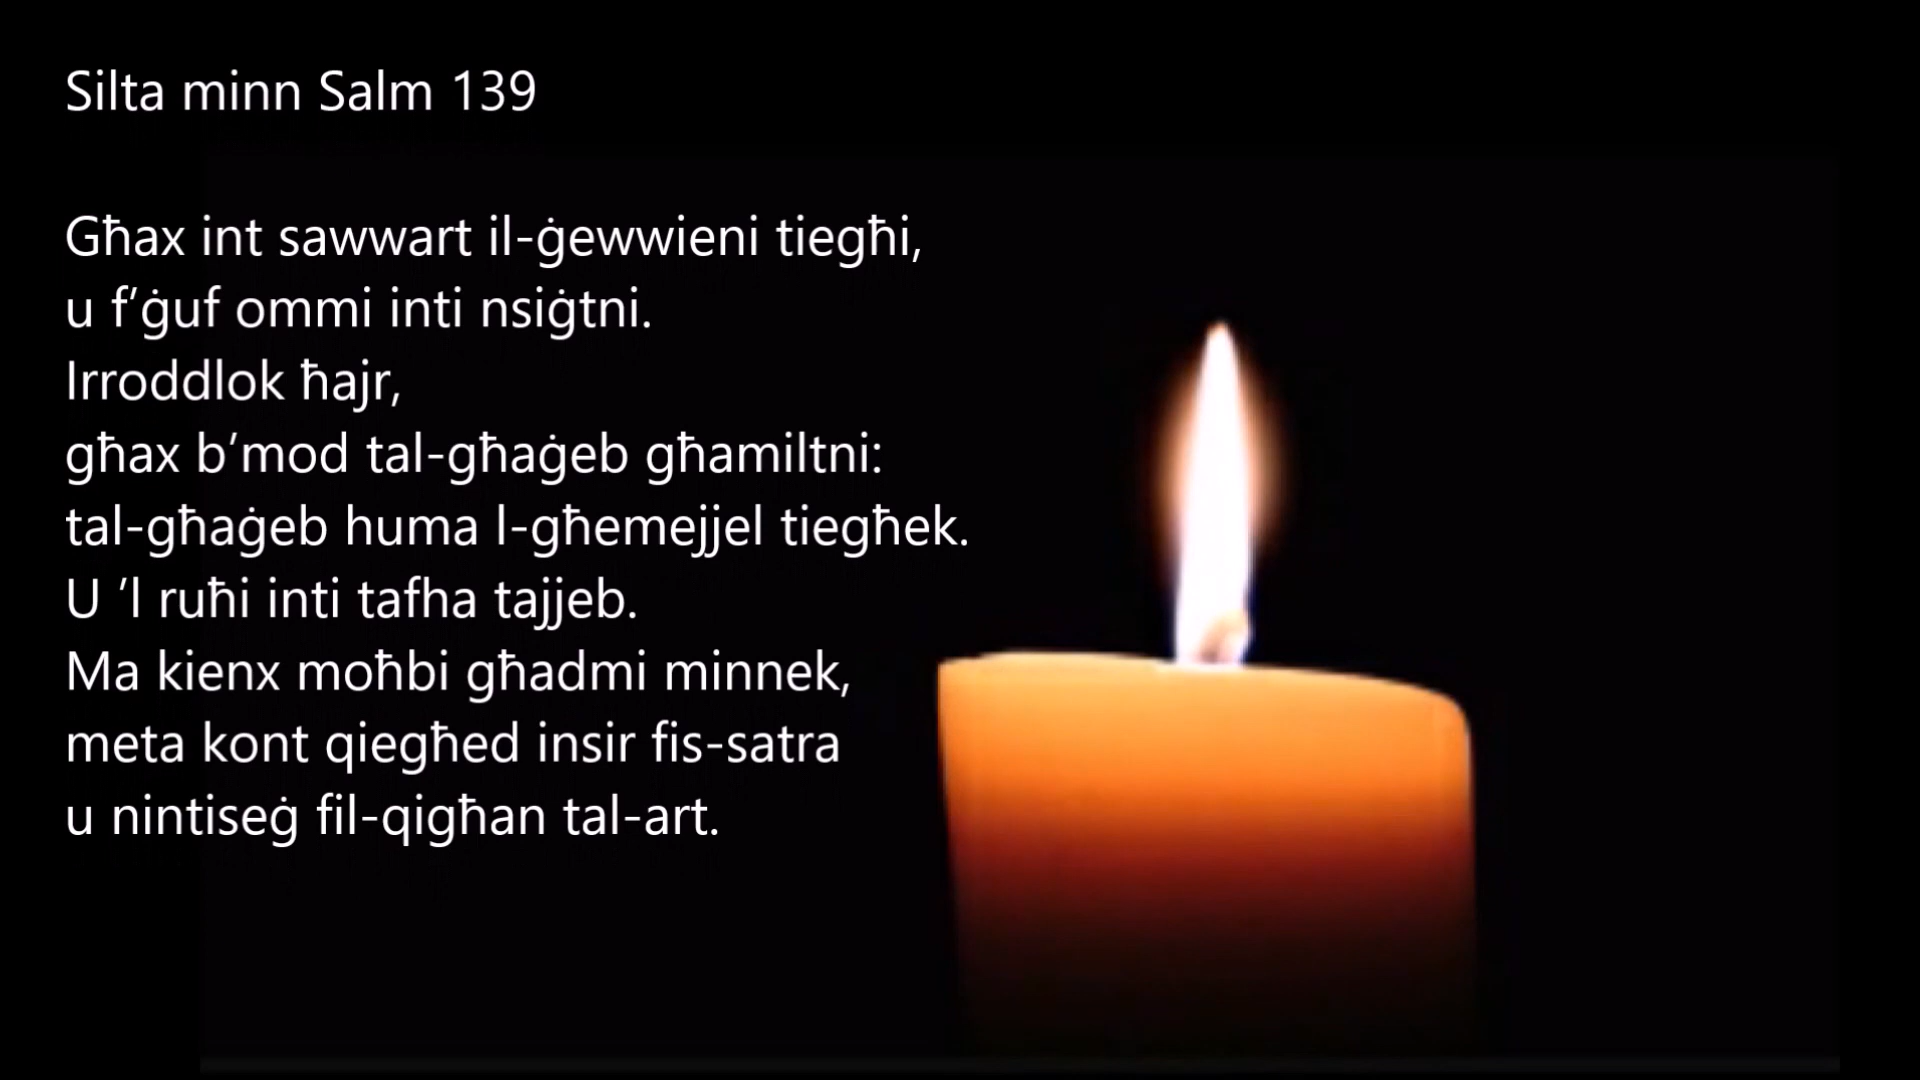 Silta minn Salm 139
Għax int sawwart il-ġewwieni tiegħi,
u f’ġuf ommi inti nsiġtni.
Irroddlok ħajr,
għax b’mod tal-għaġeb għamiltni:
tal-għaġeb huma l-għemejjel tiegħek.
U ’l ruħi inti tafha tajjeb.
Ma kienx moħbi għadmi minnek,
meta kont qiegħed insir fis-satra
u nintiseġ fil-qigħan tal-art.